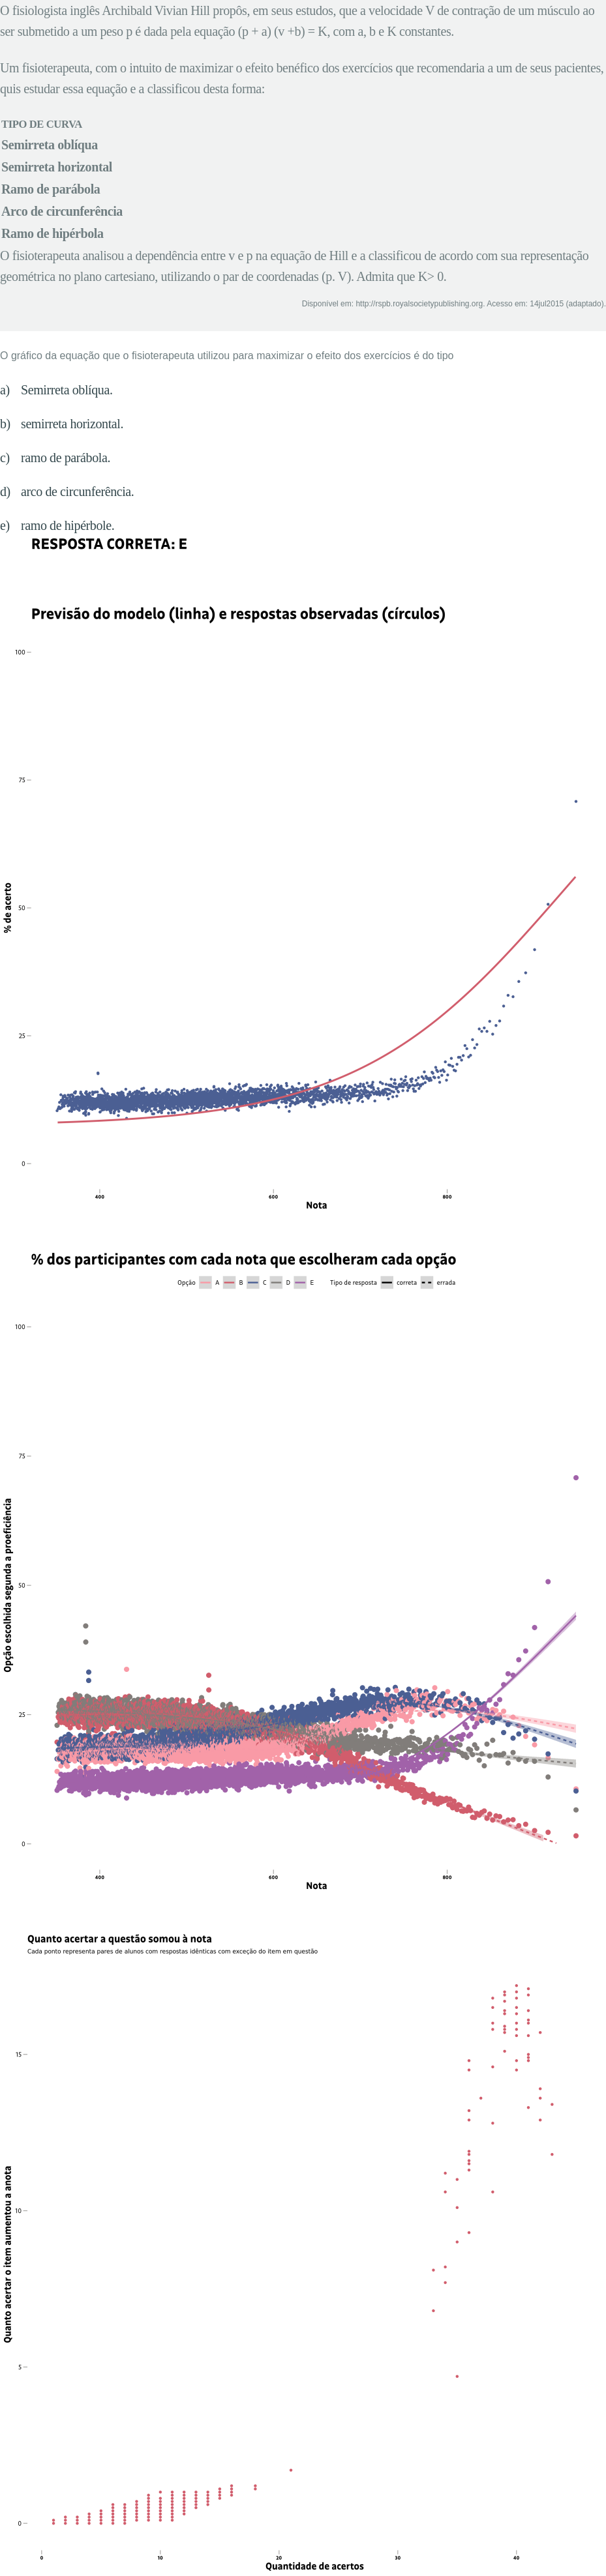 O fisiologista inglês Archibald Vivian Hill propôs, em seus estudos, que a velocidade V de contração de um músculo ao
ser submetido a um peso p é dada pela equação (p + a) (v +b) = K, com a, b e K constantes.
Um fisioterapeuta, com o intuito de maximizar o efeito benéfico dos exercícios que recomendaria a um de seus pacientes,
quis estudar essa equação e a classificou desta forma:
TIPO DE CURVA
Semirreta oblíqua
Semirreta horizontal
Ramo de parábola
Arco de circunferência
Ramo de hipérbola
O fisioterapeuta analisou a dependência entre v e p na equação de Hill e a classificou de acordo com sua representação
geométrica no plano cartesiano, utilizando o par de coordenadas (p. V). Admita que K> 0.
Disponível em: http://rspb.royalsocietypublishing.org. Acesso em: 14jul2015 (adaptado).
O gráfico da equação que o fisioterapeuta utilizou para maximizar o efeito dos exercícios é do tipo
a) Semirreta oblíqua.
b) semirreta horizontal.
c) ramo de parábola.
d) arco de circunferência.
e) ramo de hipérbole.
RESPOSTA CORRETA: E
Previsão do modelo (linha) e respostas observadas (círculos)
100
75
50
25
0
% de acerto
400 600 800
Nota
% dos participantes com cada nota que escolheram cada opção
Opção A B C D E Tipo de resposta correta errada
100
75
50
25
0
Opção escolhida segunda a proeficiência
400 600 800
Nota
Quanto acertar a questão somou à nota
Cada ponto representa pares de alunos com respostas idênticas com exceção do item em questão
15
10
5
0
Quanto acertar o item aumentou a anota
0 10 20 30 40
Quantidade de acertos